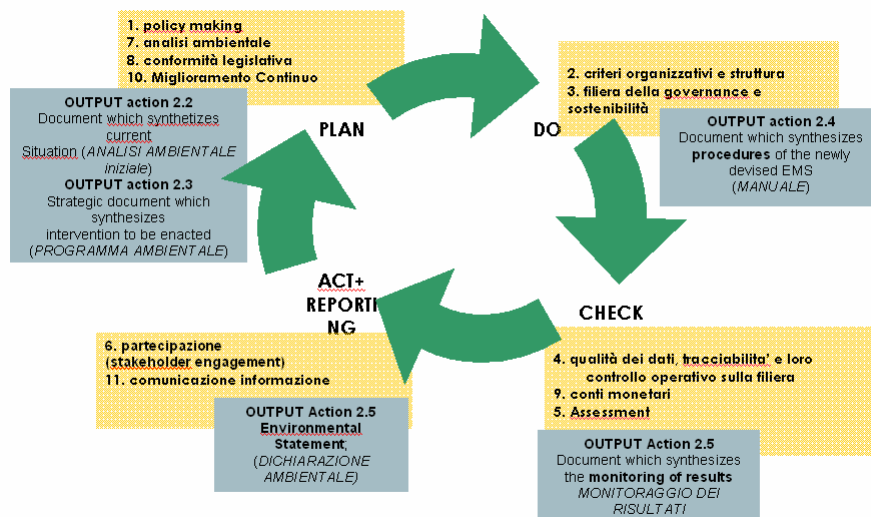 1. policy making
7. analisi ambientale
8. conformità legislativa
10. Miglioramento Continuo
OUTPUT action 2.2
Document which synthetizes
current
Situation (ANALISI AMBIENTALE
iniziale)
OUTPUT action 2.3
Strategic document which
synthesizes
intervention to be enacted
(PROGRAMMA AMBIENTALE)
PLAN
DO
2. criteri organizzativi e struttura
3. filiera della governance e
sostenibilità
OUTPUT action 2.4
Document which synthesizes
procedures of the newly
devised EMS
(MANUALE)
ACT+
REPORTI
NG
CHECK
6. partecipazione
(stakeholder engagement)
11. comunicazione informazione
OUTPUT Action 2.5
Environmental
Statement;
(DICHIARAZIONE
AMBIENTALE)
4. qualità dei dati, tracciabilita' e loro
controllo operativo sulla filiera
9. conti monetari
5. Assessment
OUTPUT Action 2.5
Document which synthesizes
the monitoring of results
MONITORAGGIO DEI
RISULTATI